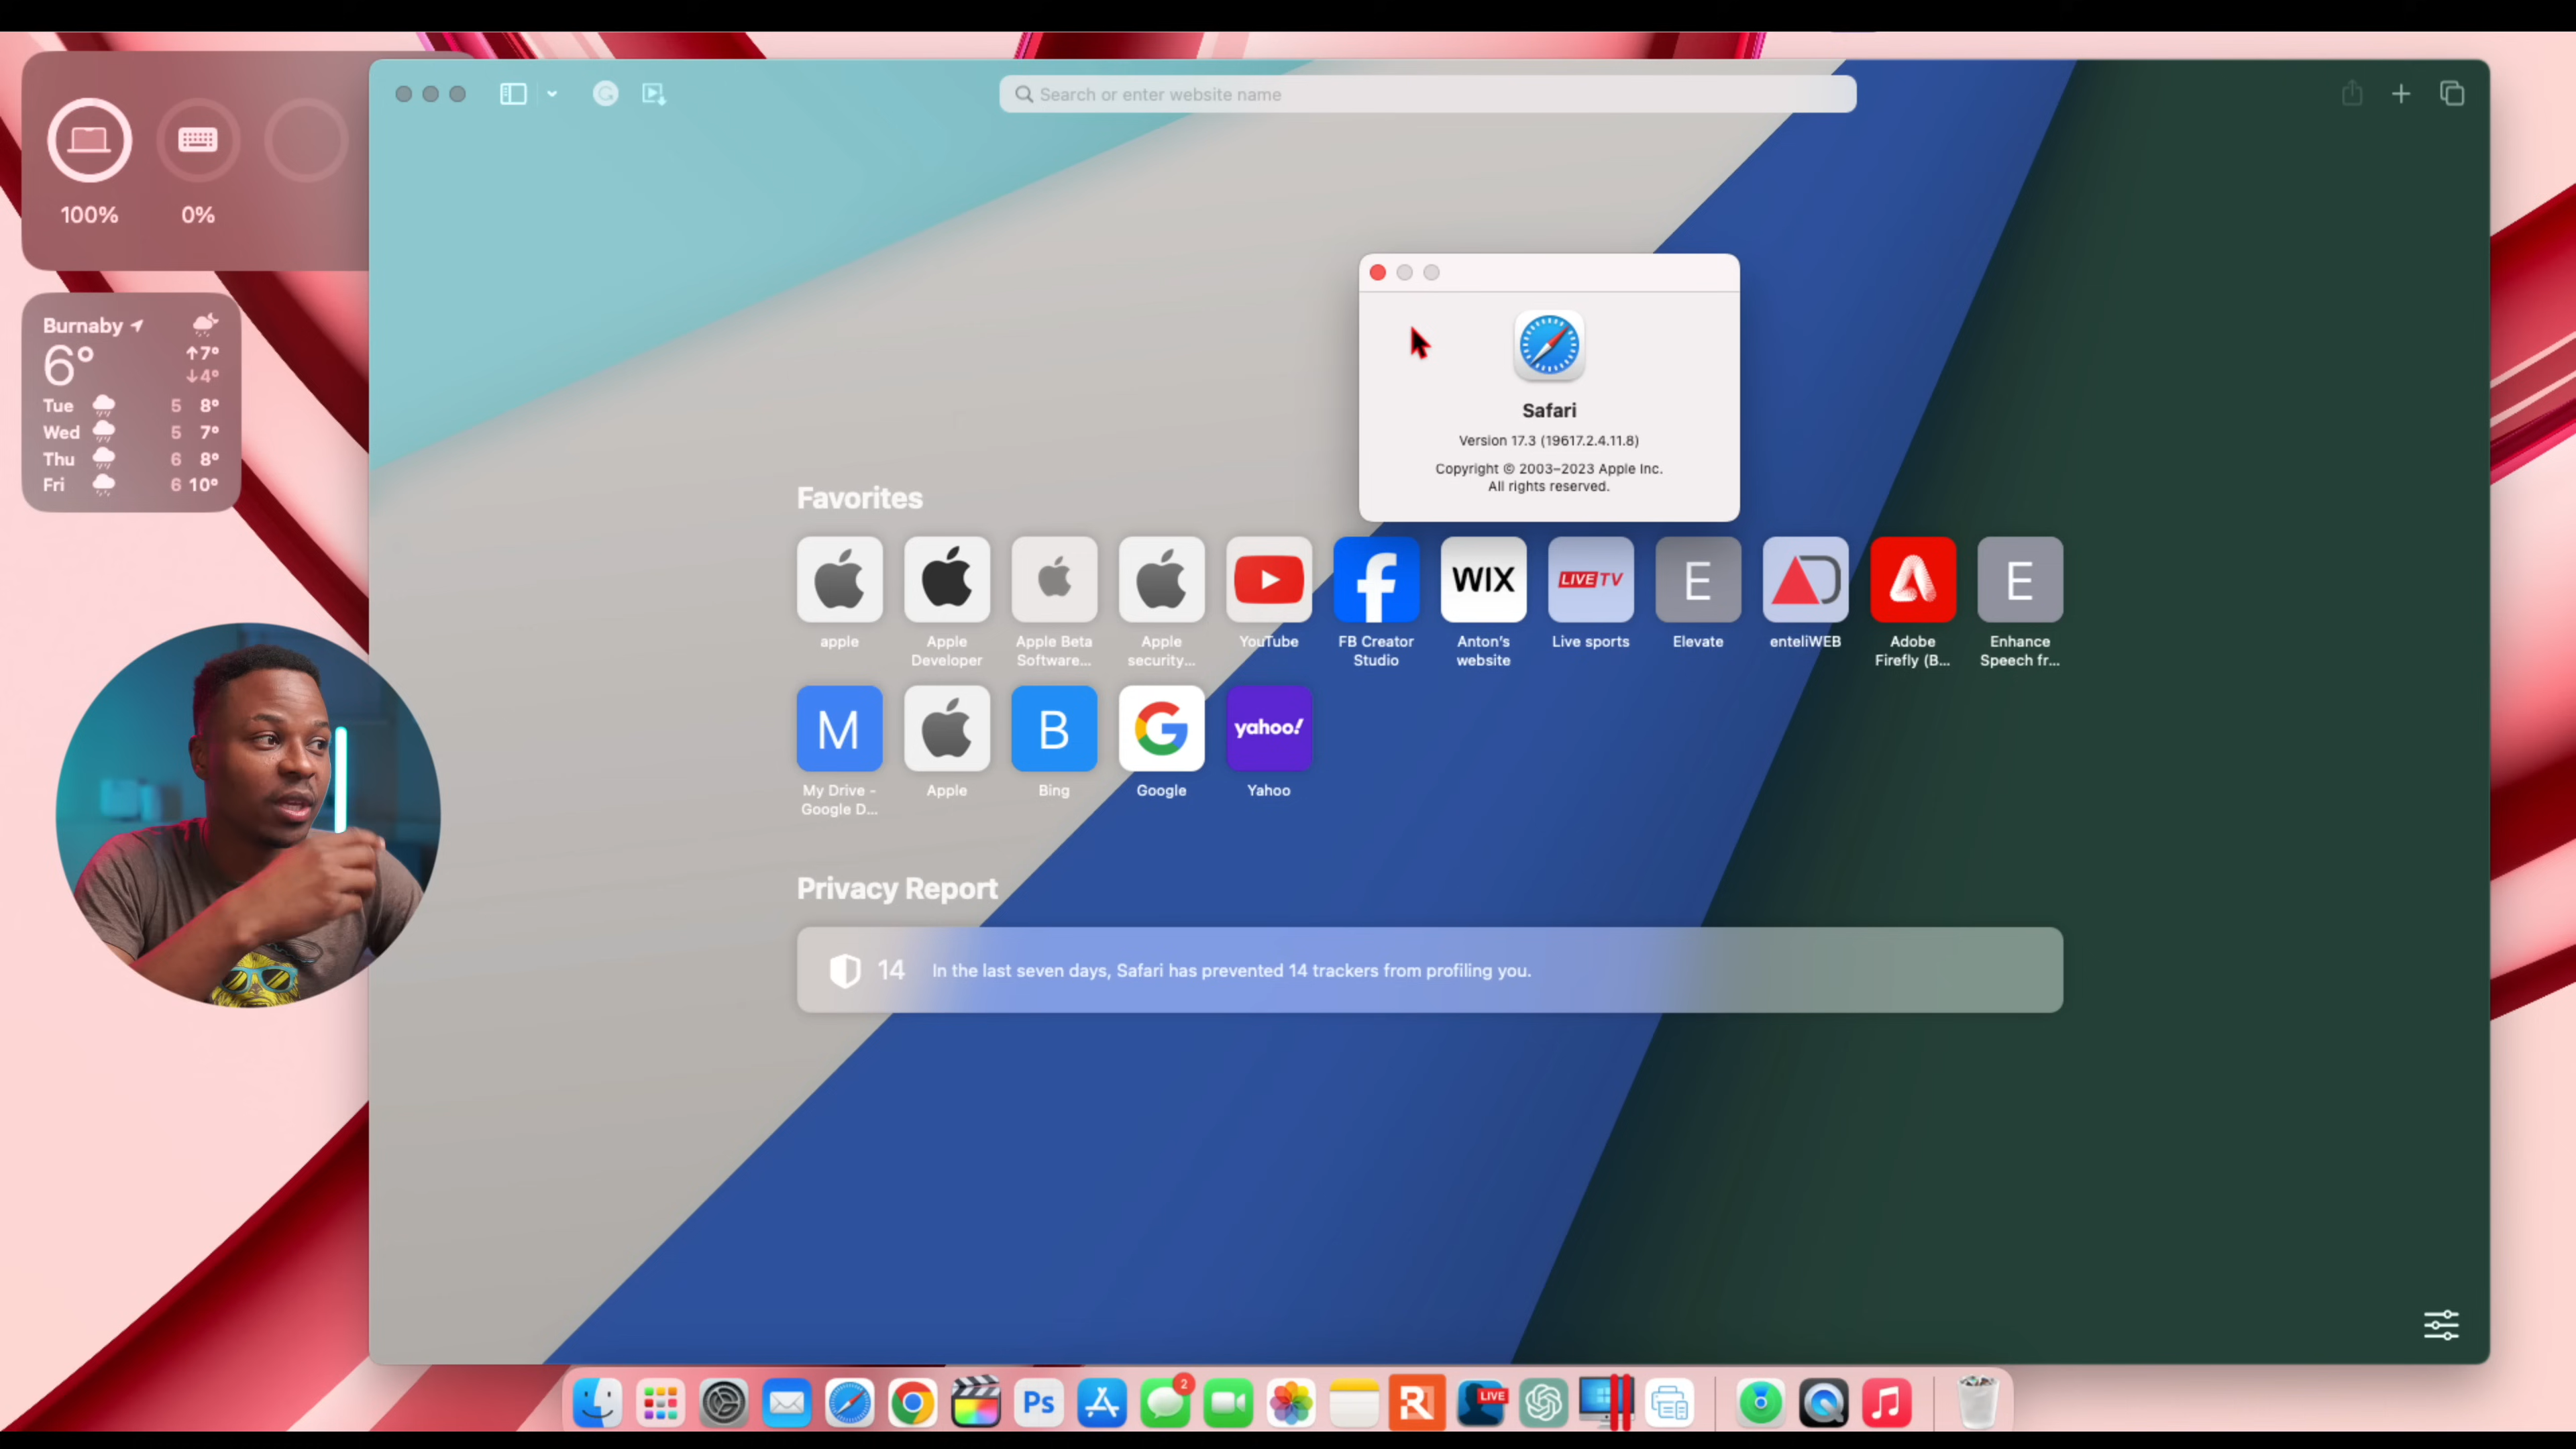 100%
0%
Burnaby
6°
↑7°
↓4°
Tue 5 8°
Wed 5 7°
Thu 6 8°
Fri 6 10°
Search or enter website name
Safari
Version 17.3 (19617.2.4.11.8)
Copyright © 2003–2023 Apple Inc.
All rights reserved.
Favorites
WIX
LIVE TV
E
E
apple
Apple
Developer
Apple Beta
Software...
Apple
security...
YouTube
FB Creator
Studio
Anton's
website
Live sports
Elevate
enteliWEB
Adobe
Firefly (B...
Enhance
Speech fr...
M
B
G
yahoo!
My Drive -
Google D...
Apple
Bing
Google
Yahoo
Privacy Report
14 In the last seven days, Safari has prevented 14 trackers from profiling you.
Ps
2
R
LIVE